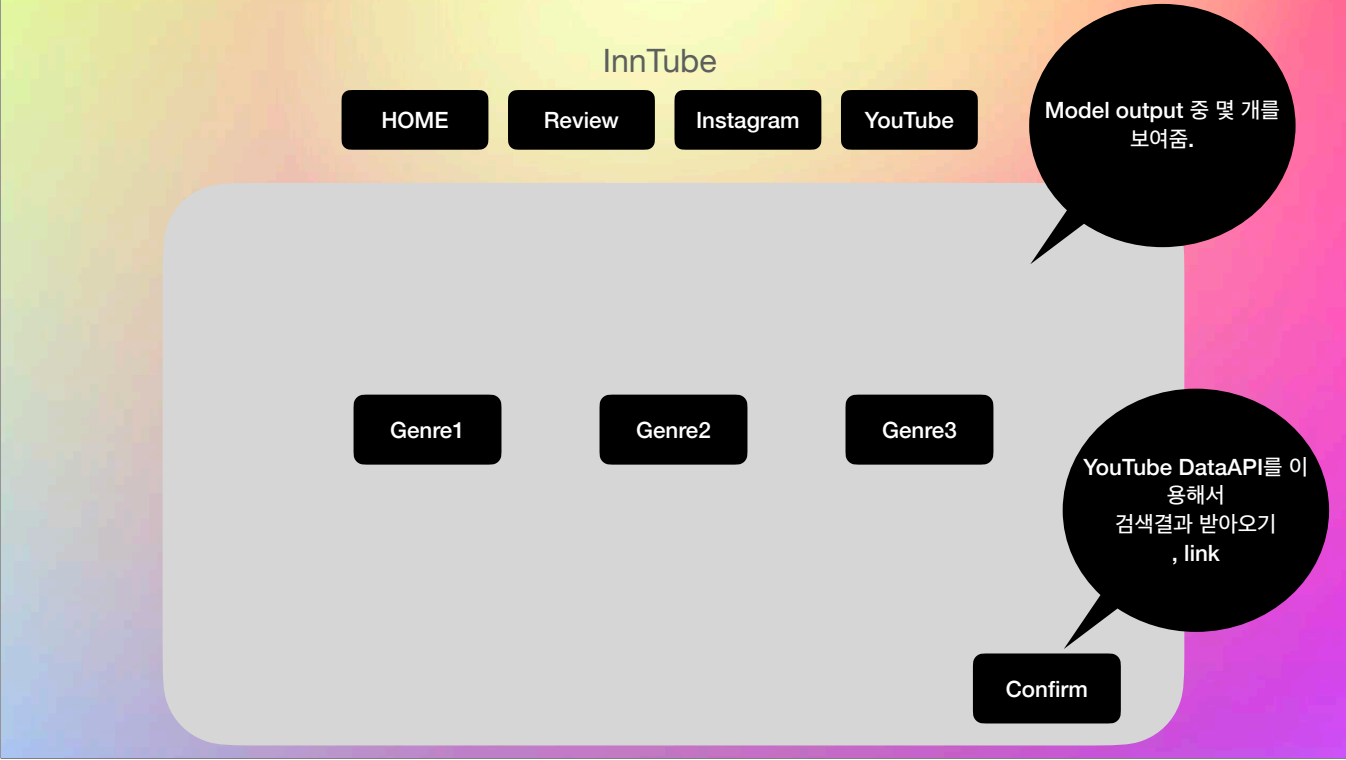 InnTube
HOME
Review
Instagram
YouTube
Model output 중 몇 개를
보여줌.
Genre1
Genre2
Genre3
YouTube DataAPI를 이
용해서
검색결과 받아오기
, link
Confirm